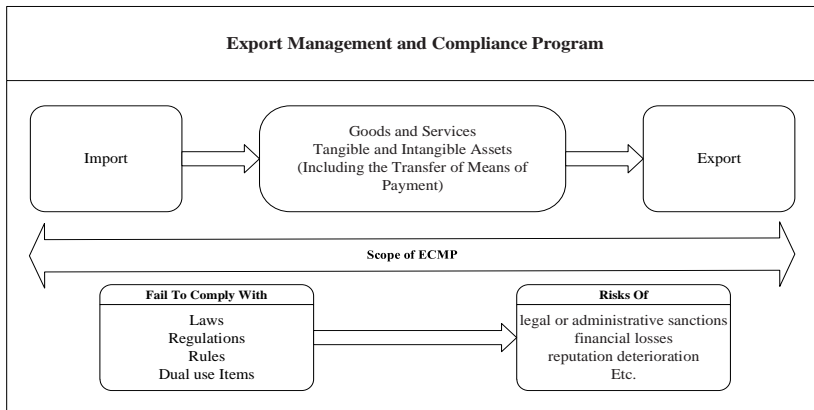 Export Management and Compliance Program
Import
Goods and Services
Tangible and Intangible Assets
(Including the Transfer of Means of
Payment)
Export
Scope of ECMP
Fail To Comply With
Laws
Regulations
Rules
Dual use Items
Risks Of
legal or administrative sanctions
financial losses
reputation deterioration
Etc.